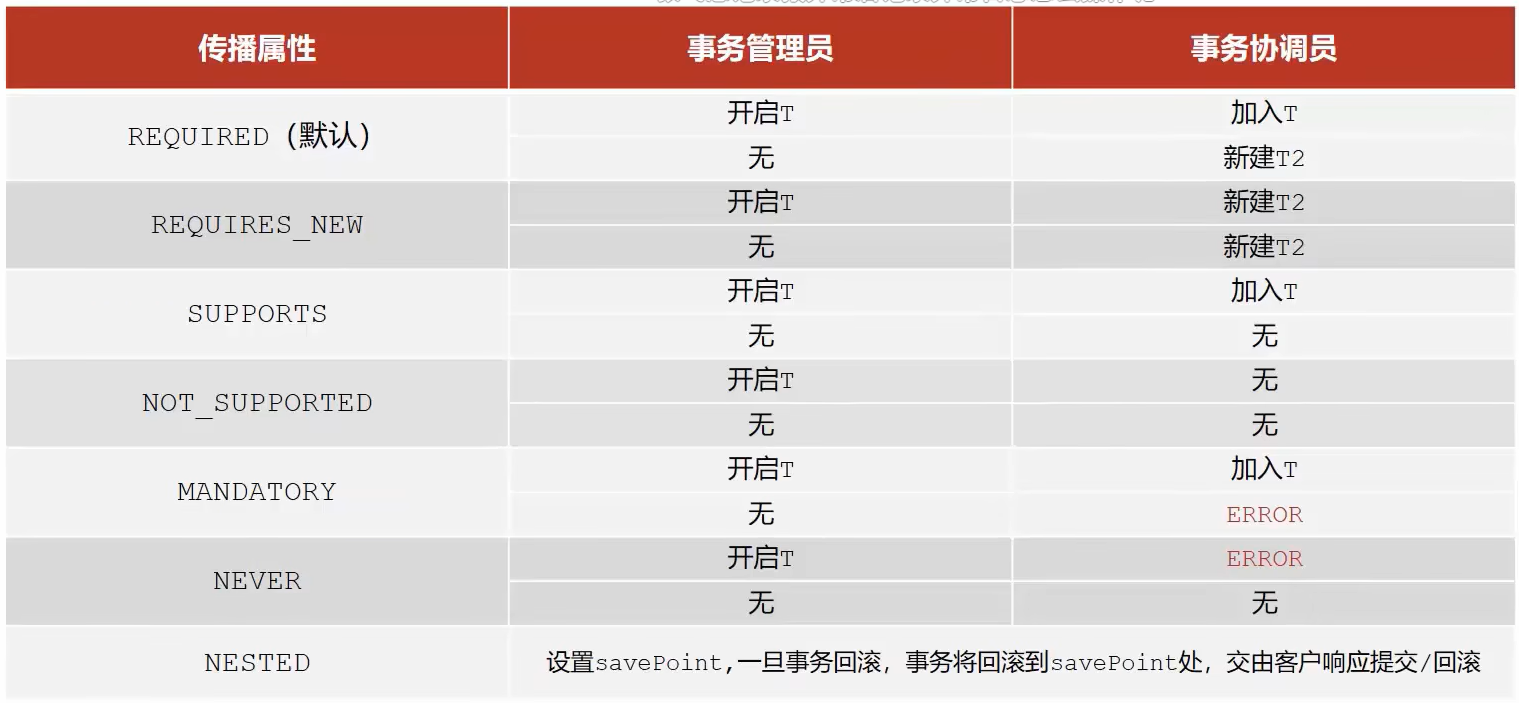 传播属性 事务管理员 事务协调员
REQUIRED（默认） 开启T 加入T
无 新建T2
REQUIRES_NEW 开启T 新建T2
无 新建T2
SUPPORTS 开启T 加入T
无 无
NOT_SUPPORTED 开启T 无
无 无
MANDATORY 开启T 加入T
无 ERROR
NEVER 开启T ERROR
无 无
NESTED 设置savePoint,一旦事务回滚，事务将回滚到savePoint处，交由客户响应提交/回滚